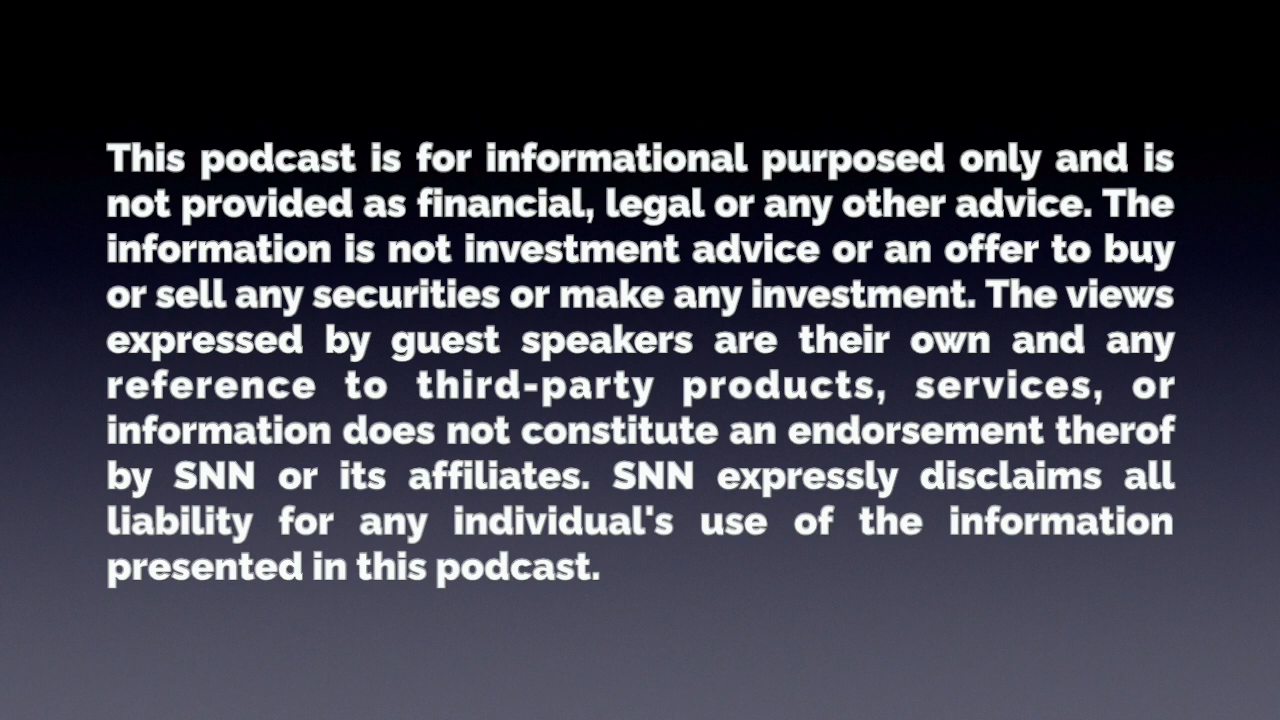 This podcast is for informational purposed only and is
not provided as financial, legal or any other advice. The
information is not investment advice or an offer to buy
or sell any securities or make any investment. The views
expressed by guest speakers are their own and any
reference to third-party products, services, or
information does not constitute an endorsement therof
by SNN or its affiliates. SNN expressly disclaims all
liability for any individual's use of the information
presented in this podcast.